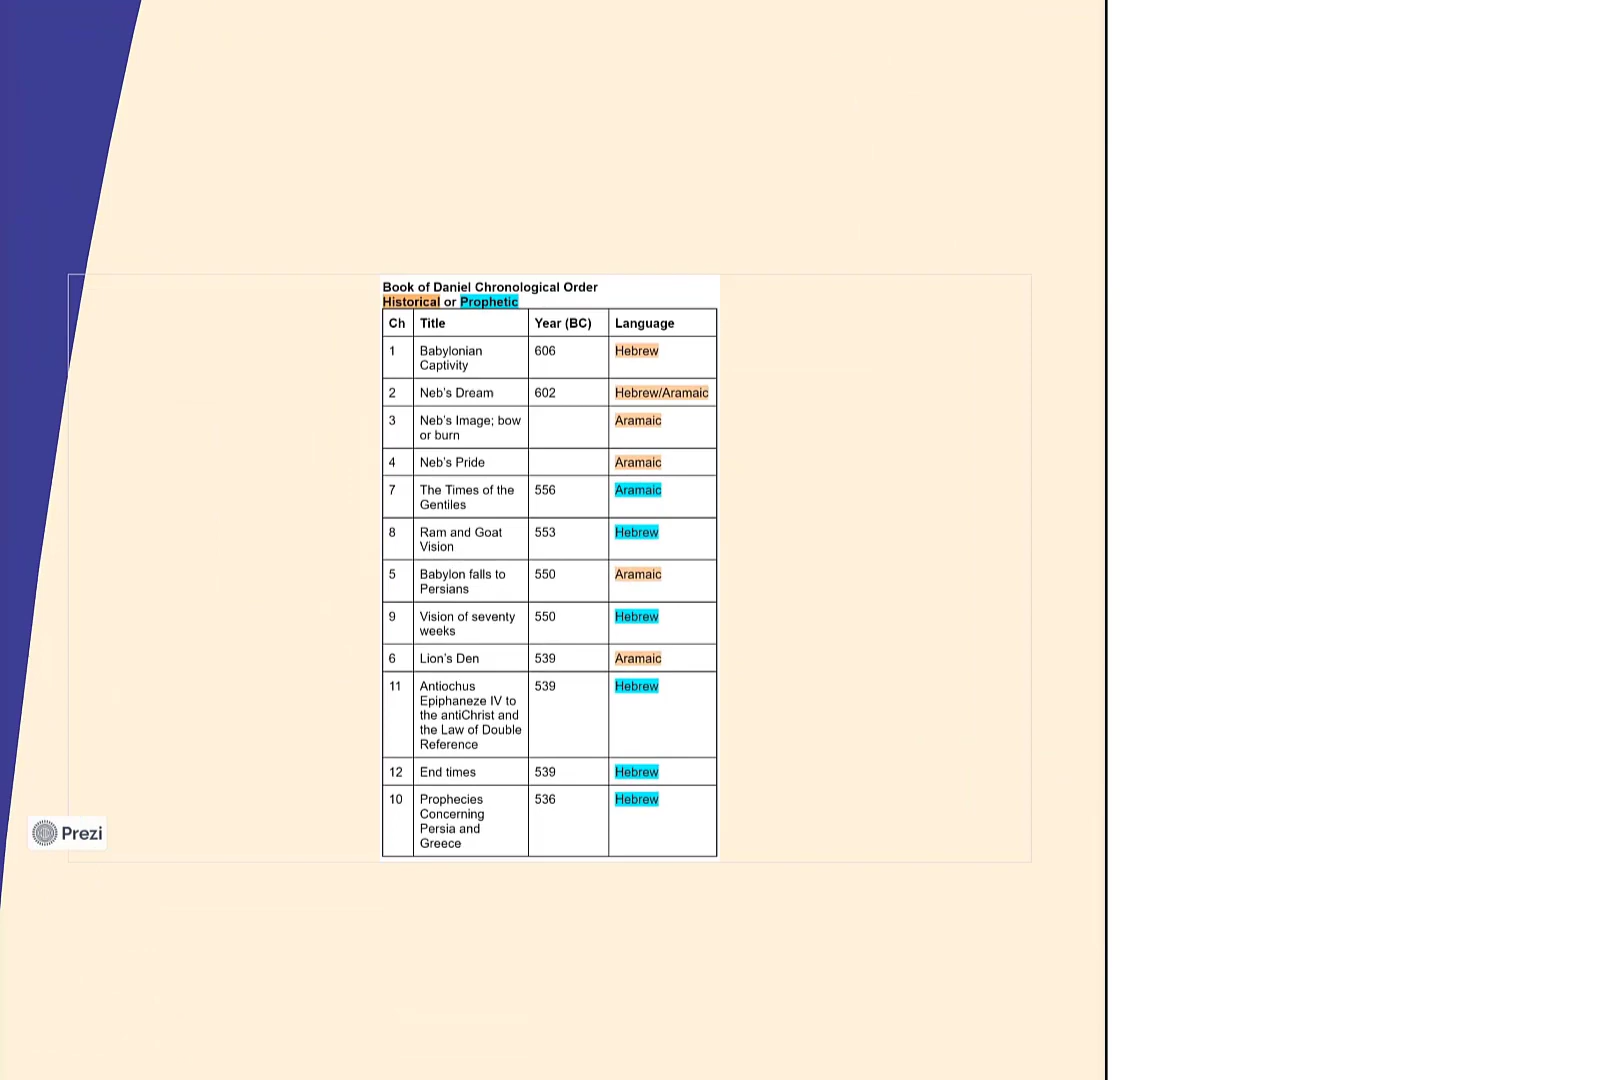 Book of Daniel Chronological Order
Historical or Prophetic
Ch Title Year (BC) Language
1 Babylonian 606 Hebrew
Captivity
2 Neb's Dream 602 Hebrew/Aramaic
3 Neb's Image; bow Aramaic
or burn
4 Neb's Pride Aramaic
7 The Times of the 556 Aramaic
Gentiles
8 Ram and Goat 553 Hebrew
Vision
5 Babylon falls to 550 Aramaic
Persians
9 Vision of seventy 550 Hebrew
weeks
6 Lion's Den 539 Aramaic
11 Antiochus 539 Hebrew
Epiphaneze IV to
the antiChrist and
the Law of Double
Reference
12 End times 539 Hebrew
10 Prophecies 536 Hebrew
Concerning
Persia and
Greece
Prezi